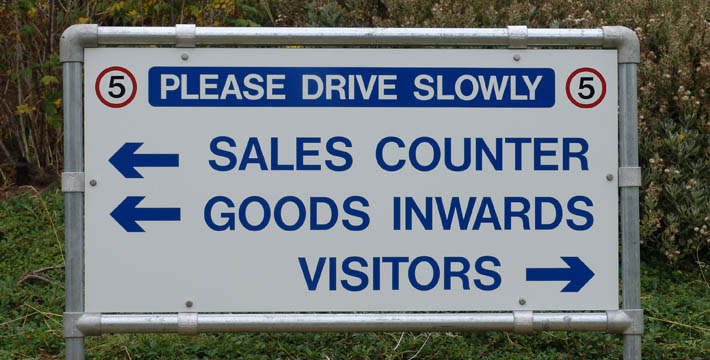 5 PLEASE DRIVE SLOWLY 5
SALES COUNTER
GOODS INWARDS
VISITORS